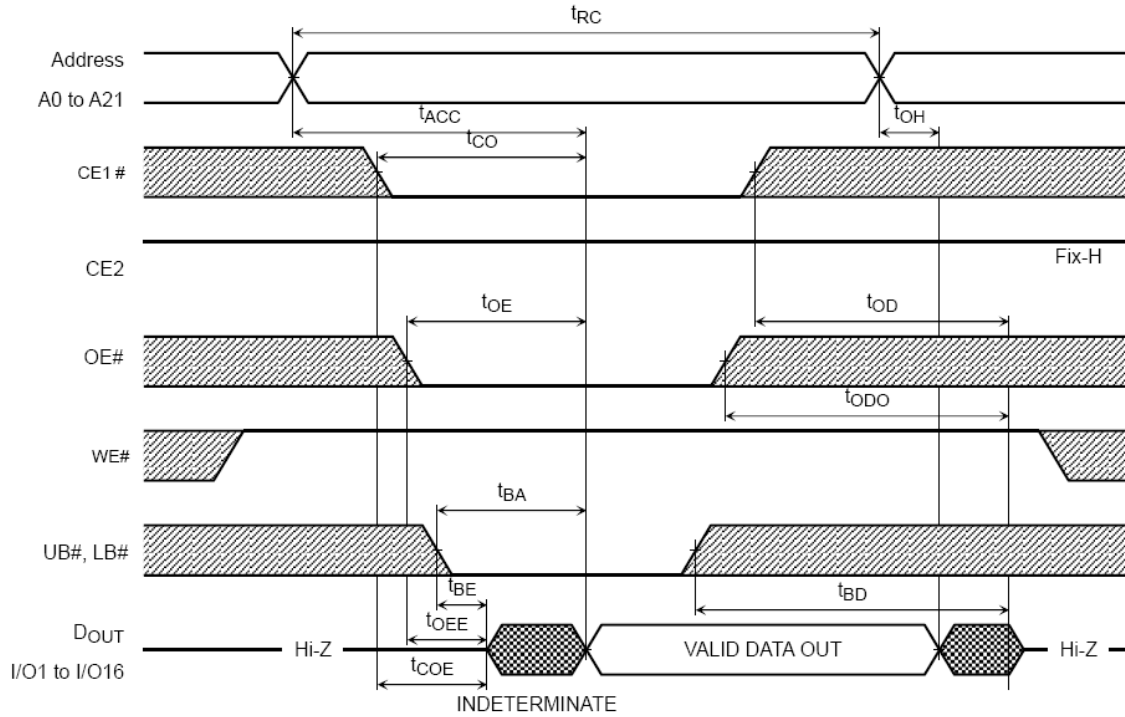 tRC
Address
A0 to A21
tACC
tOH
tCO
CE1#
Fix-H
CE2
tOE
tOD
OE#
tODO
WE#
tBA
UB#, LB#
tBE
tBD
DOUT
tOEE
Hi-Z
VALID DATA OUT
Hi-Z
I/O1 to I/O16
tCOE
INDETERMINATE